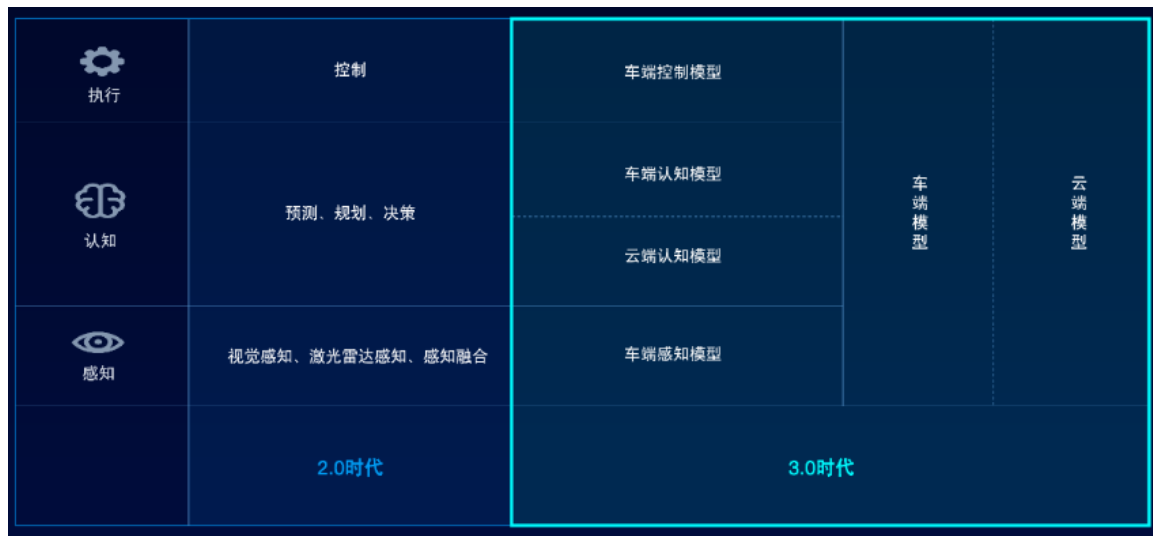 执行
控制
车端控制模型
认知
预测、规划、决策
车端认知模型
云端认知模型
感知
视觉感知、激光雷达感知、感知融合
车端感知模型
车端模型
云端模型
2.0时代
3.0时代